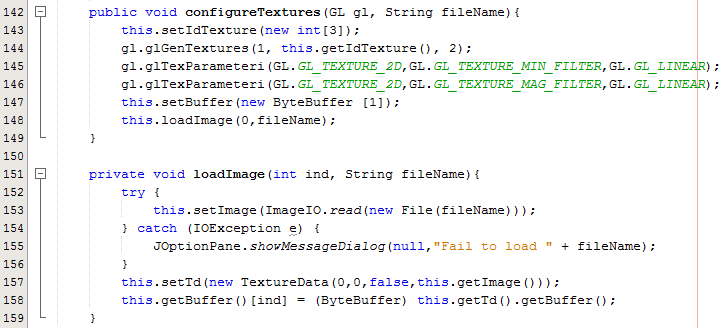 142 public void configureTextures(GL gl, String fileName){
143 this.setIdTexture(new int[3]);
144 gl.glGenTextures(1, this.getIdTexture(), 2);
145 gl.glTexParameteri(GL.GL_TEXTURE_2D,GL.GL_TEXTURE_MIN_FILTER,GL.GL_LINEAR);
146 gl.glTexParameteri(GL.GL_TEXTURE_2D,GL.GL_TEXTURE_MAG_FILTER,GL.GL_LINEAR);
147 this.setBuffer(new ByteBuffer [1]);
148 this.loadImage(0,fileName);
149 }
150
151 private void loadImage(int ind, String fileName){
152 try {
153 this.setImage(ImageIO.read(new File(fileName)));
154 } catch (IOException e) {
155 JOptionPane.showMessageDialog(null,"Fail to load " + fileName);
156 }
157 this.setTd(new TextureData(0,0,false,this.getImage()));
158 this.getBuffer()[ind] = (ByteBuffer) this.getTd().getBuffer();
159 }